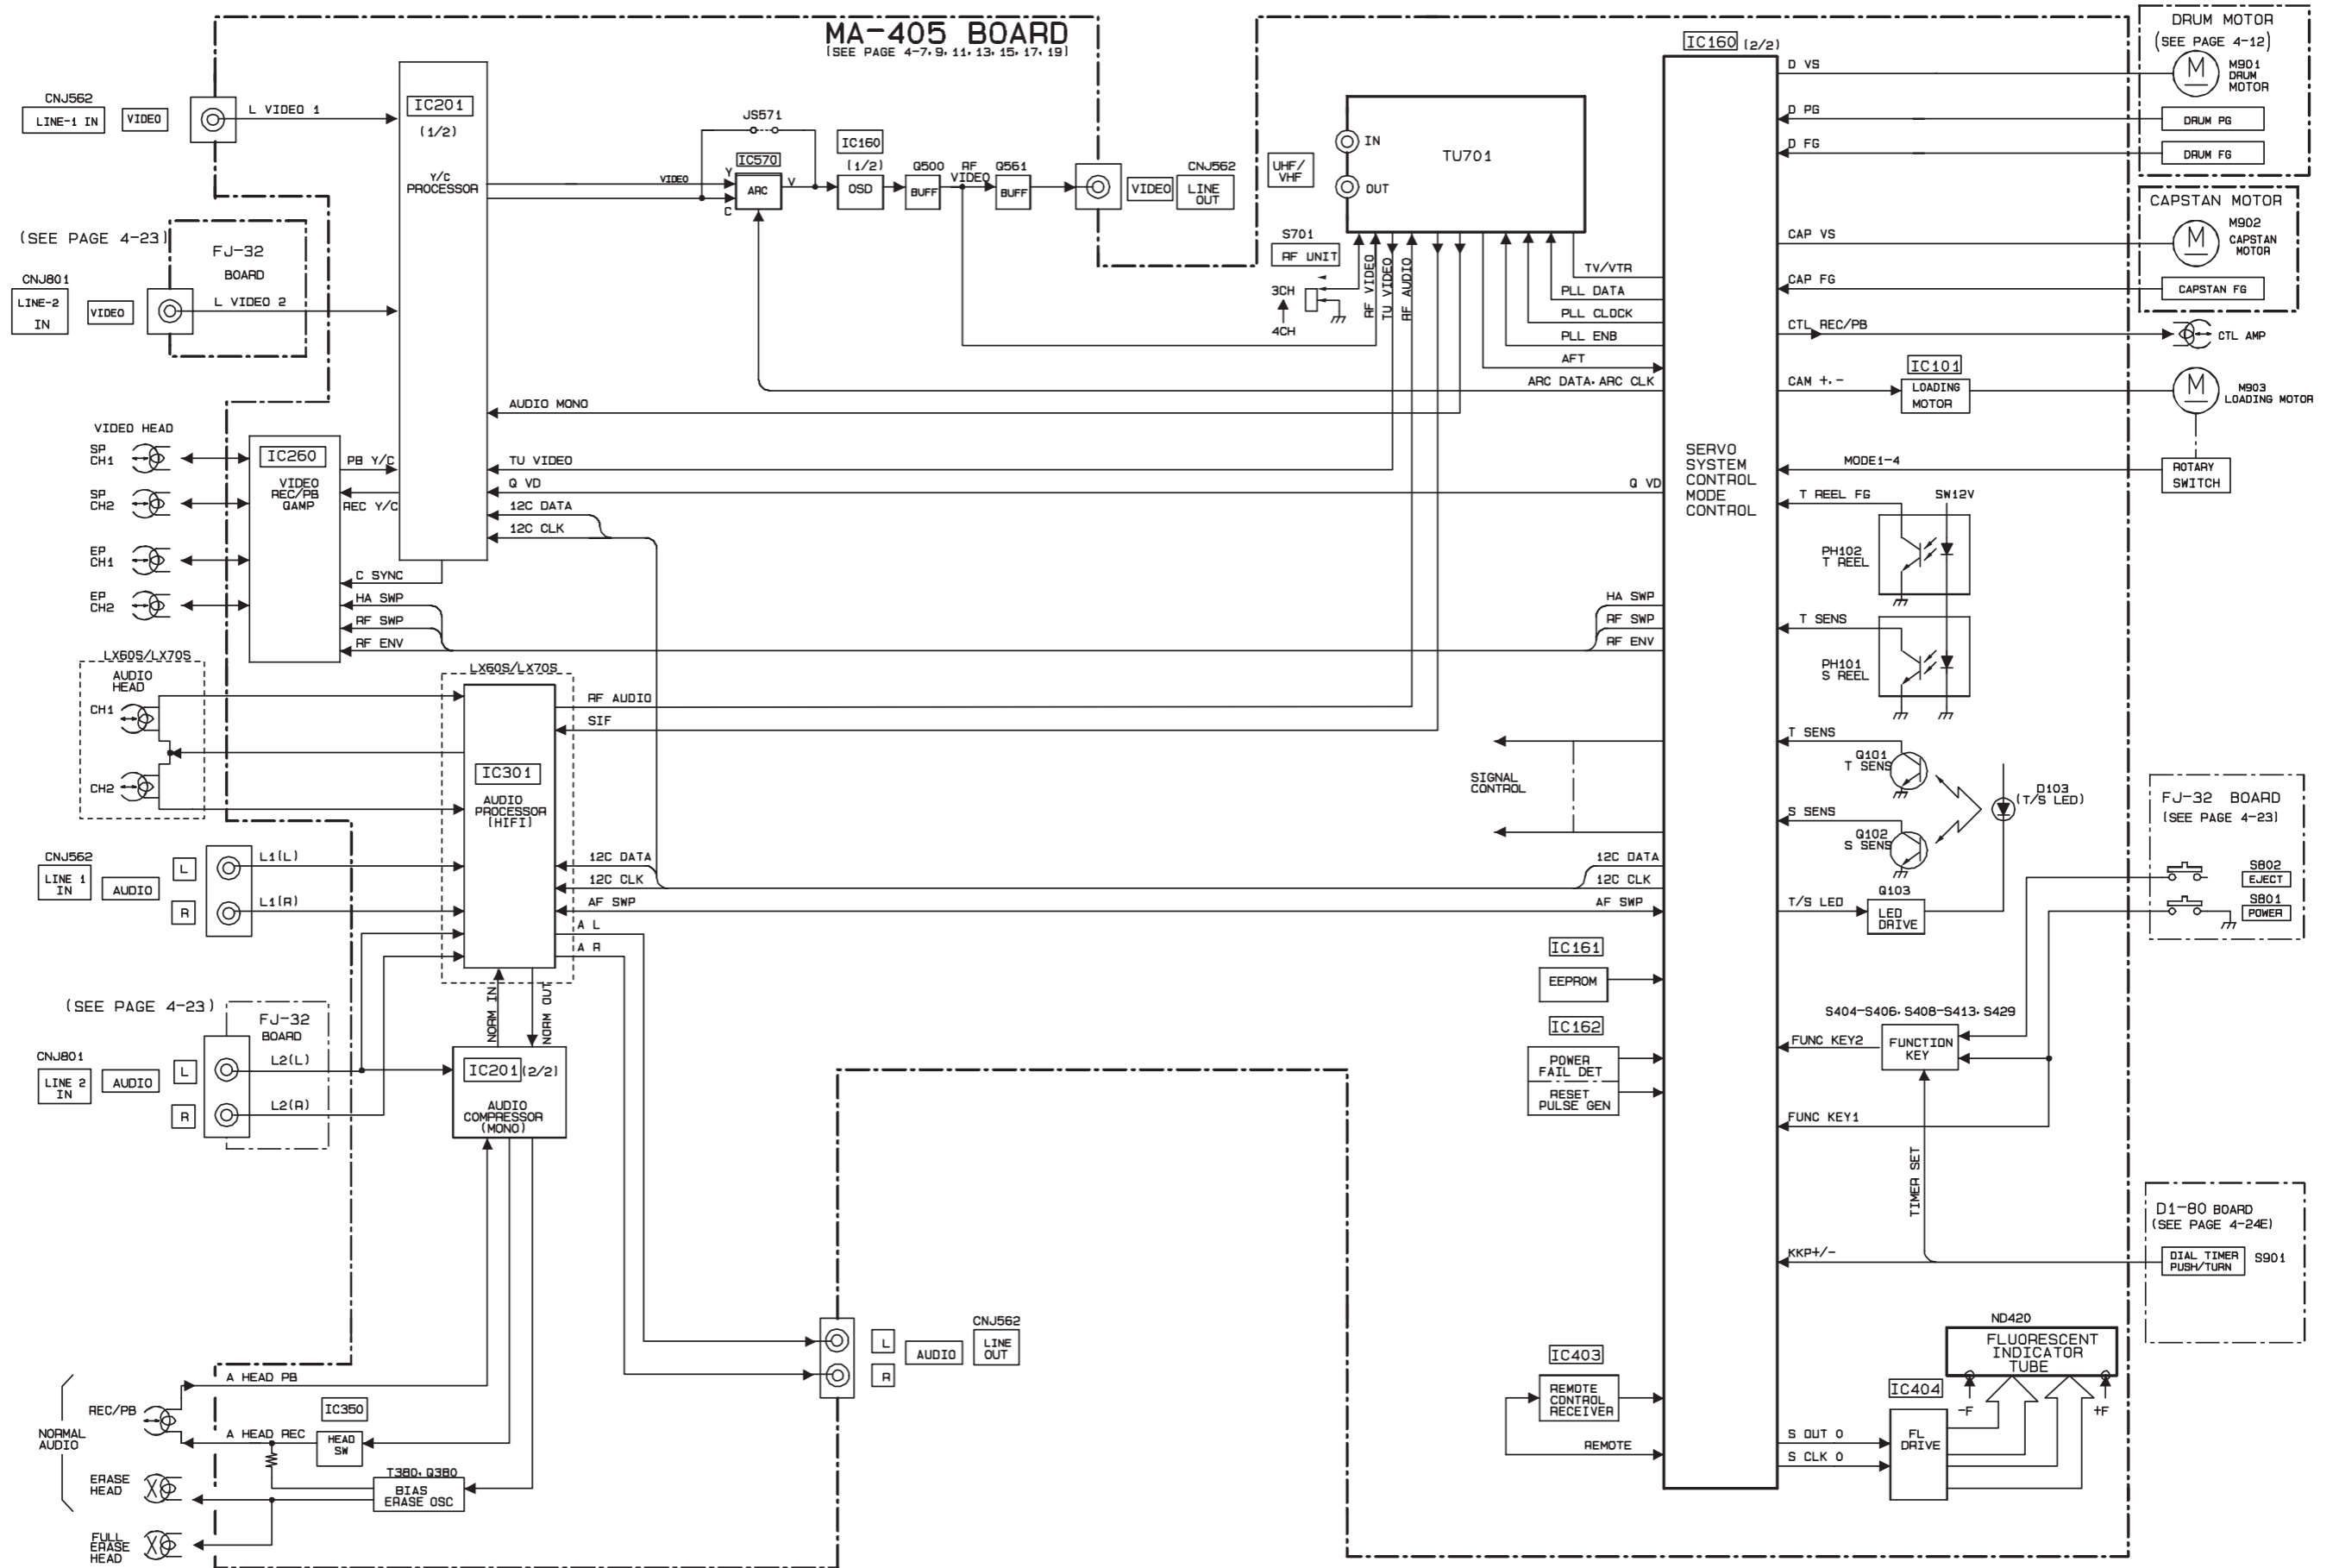 MA-405 BOARD
(SEE PAGE 4-7, 9, 11, 13, 15, 17, 19)
CNJ562
LINE-1 IN
VIDEO
L VIDEO 1
IC201
(1/2)
Y/C
PROCESSOR
(SEE PAGE 4-23)
FJ-32
BOARD
CNJ801
LINE-2
IN
VIDEO
L VIDEO 2
JS571
IC570
VIDEO
Y
C
ARC
V
IC160
(1/2)
OSD
Q500
BUFF
RF
VIDEO
Q561
BUFF
CNJ562
VIDEO
LINE
OUT
UHF/
VHF
IN
OUT
TU701
S701
RF UNIT
3CH
4CH
RF VIDEO
TU VIDEO
RF AUDIO
TV/VTR
PLL DATA
PLL CLOCK
PLL ENB
AFT
ARC DATA, ARC CLK
IC160 (2/2)
SERVO
SYSTEM
CONTROL
MODE
CONTROL
D VS
D PG
D FG
DRUM MOTOR
(SEE PAGE 4-12)
M
M901
DRUM
MOTOR
DRUM PG
DRUM FG
CAPSTAN MOTOR
CAP VS
M
M902
CAPSTAN
MOTOR
CAP FG
CAPSTAN FG
CTL REC/PB
CTL AMP
CAM +,-
IC101
LOADING
MOTOR
M
M903
LOADING MOTOR
MODE1-4
ROTARY
SWITCH
T REEL FG
SW12V
PH102
T REEL
T SENS
PH101
S REEL
T SENS
Q101
T SENS
S SENS
Q102
S SENS
D103
(T/S LED)
T/S LED
Q103
LED
DRIVE
FJ-32 BOARD
(SEE PAGE 4-23)
S802
EJECT
S801
POWER
VIDEO HEAD
SP
CH1
SP
CH2
EP
CH1
EP
CH2
IC260
VIDEO
REC/PB
QAMP
PB Y/C
REC Y/C
AUDIO MONO
TU VIDEO
Q VD
Q VD
12C DATA
12C CLK
C SYNC
HA SWP
RF SWP
RF ENV
HA SWP
RF SWP
RF ENV
LX60S/LX70S
AUDIO
HEAD
CH1
CH2
LX60S/LX70S
IC301
AUDIO
PROCESSOR
(HIFI)
RF AUDIO
SIF
SIGNAL
CONTROL
CNJ562
LINE 1
IN
AUDIO
L
R
L1(L)
L1(R)
12C DATA
12C CLK
AF SWP
12C DATA
12C CLK
AF SWP
A L
A R
NORM IN
NORM OUT
(SEE PAGE 4-23)
FJ-32
BOARD
CNJ801
LINE 2
IN
AUDIO
L
R
L2(L)
L2(R)
IC201 (2/2)
AUDIO
COMPRESSOR
(MONO)
IC161
EEPROM
IC162
POWER
FAIL DET
RESET
PULSE GEN
S404-S406, S408-S413, S429
FUNC KEY2
FUNCTION
KEY
FUNC KEY1
TIMER SET
KKP+/-
D1-80 BOARD
(SEE PAGE 4-24E)
DIAL TIMER
PUSH/TURN
S901
CNJ562
L
R
AUDIO
LINE
OUT
IC403
REMOTE
CONTROL
RECEIVER
REMOTE
ND420
FLUORESCENT
INDICATOR
TUBE
IC404
-F
+F
FL
DRIVE
S OUT 0
S CLK 0
NORMAL
AUDIO
REC/PB
A HEAD PB
A HEAD REC
IC350
HEAD
SW
T380, Q380
BIAS
ERASE OSC
ERASE
HEAD
FULL
ERASE
HEAD